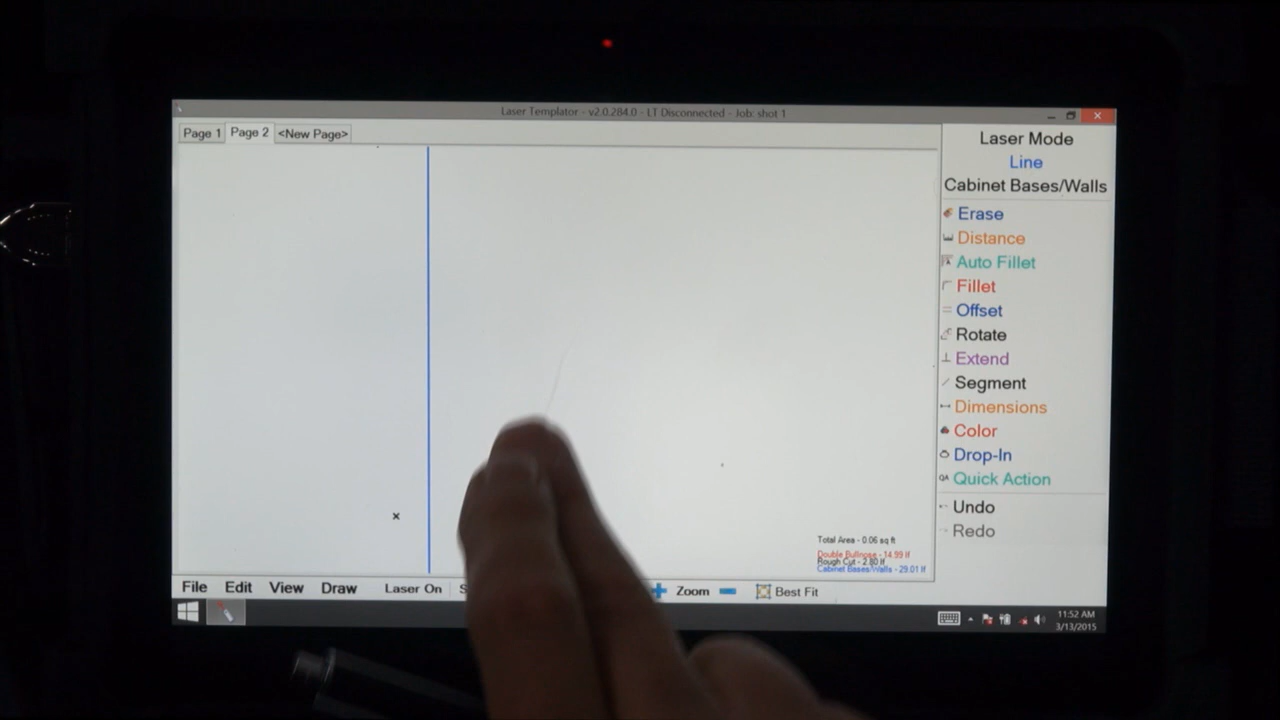 Laser Templator - v2.0.284.0 - LT Disconnected - Job: shot 1
Page 1 Page 2 <New Page>
Laser Mode
Line
Cabinet Bases/Walls
Erase
Distance
Auto Fillet
Fillet
Offset
Rotate
Extend
Segment
Dimensions
Color
Drop-In
QA Quick Action
Undo
Redo
Total Area - 0.06 sq ft
Double Bullnose - 14.99 lf
Rough Cut - 2.80 lf
Cabinet Bases/Walls - 29.01 lf
File Edit View Draw Laser On Zoom Best Fit
11:52 AM
3/13/2015